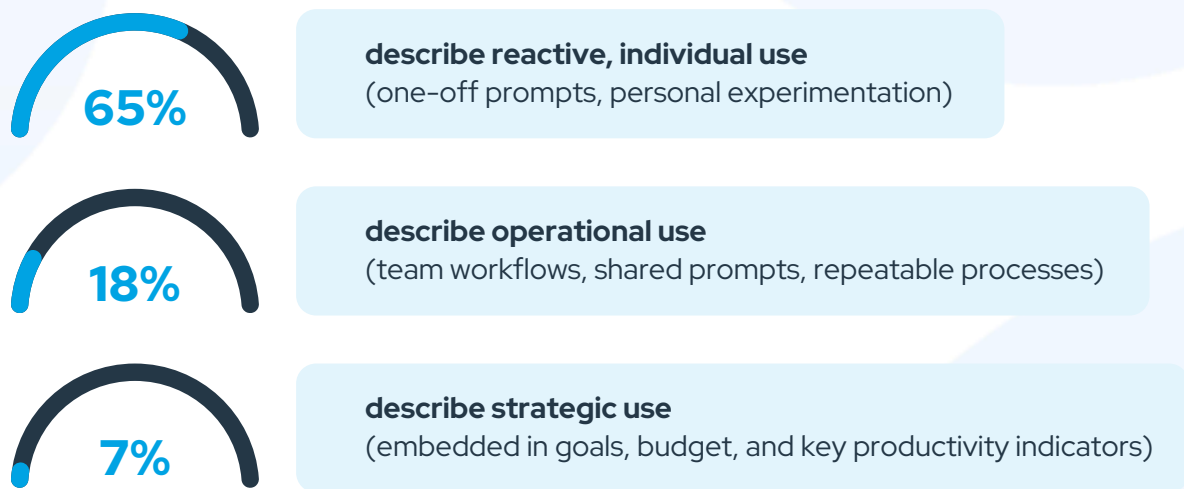 65%
describe reactive, individual use
(one-off prompts, personal experimentation)
18%
describe operational use
(team workflows, shared prompts, repeatable processes)
7%
describe strategic use
(embedded in goals, budget, and key productivity indicators)